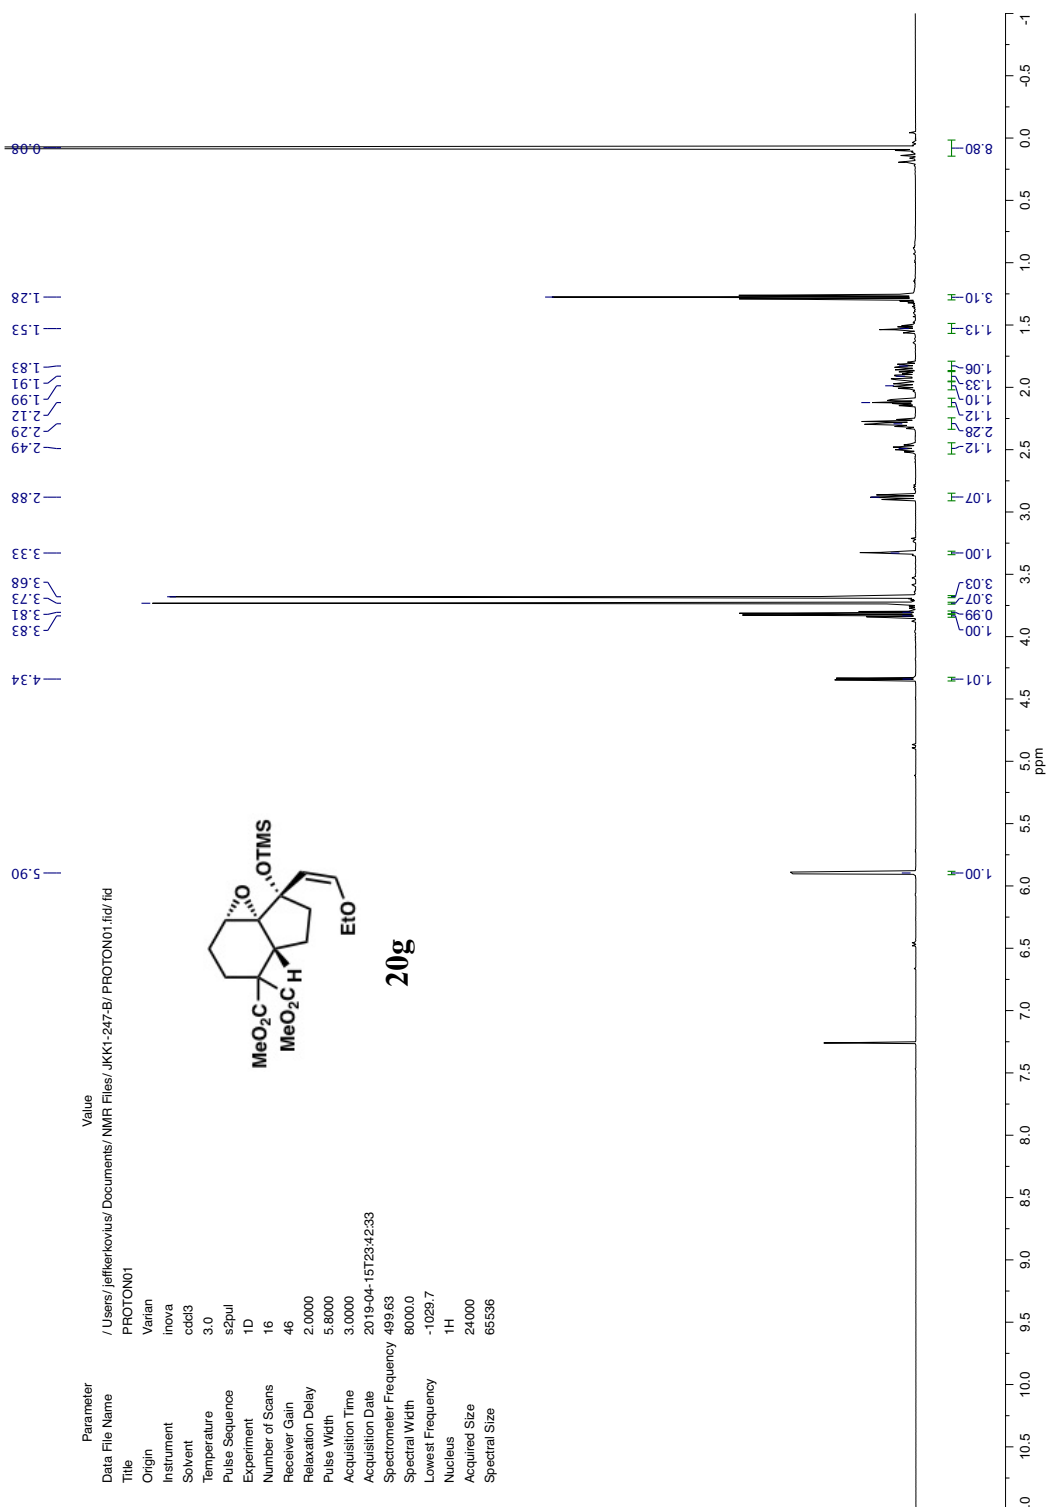 Parameter Value
Data File Name / Users/ jeffkerkovius/ Documents/ NMR Files/ JKK1-247-B/ PROTON01.fid/ fid
Title PROTON01
Origin Varian
Instrument inova
Solvent cdcl3
Temperature 3.0
Pulse Sequence s2pul
Experiment 1D
Number of Scans 16
Receiver Gain 46
Relaxation Delay 2.0000
Pulse Width 5.8000
Acquisition Time 3.0000
Acquisition Date 2019-04-15T23:42:33
Spectrometer Frequency 499.63
Spectral Width 8000.0
Lowest Frequency -1029.7
Nucleus 1H
Acquired Size 24000
Spectral Size 65536
O
OTMS
MeO₂C
MeO₂C
H
EtO
20g
5.90
4.34
3.83
3.81
3.73
3.68
3.33
2.88
2.49
2.29
2.12
1.99
1.91
1.83
1.53
1.28
0.08
1.00
1.01
1.00
0.99
3.07
3.03
1.00
1.07
1.12
2.28
1.12
1.10
1.33
1.06
1.13
3.10
8.80
.0 10.5 10.0 9.5 9.0 8.5 8.0 7.5 7.0 6.5 6.0 5.5 5.0 4.5 4.0 3.5 3.0 2.5 2.0 1.5 1.0 0.5 0.0 -0.5 -1
ppm